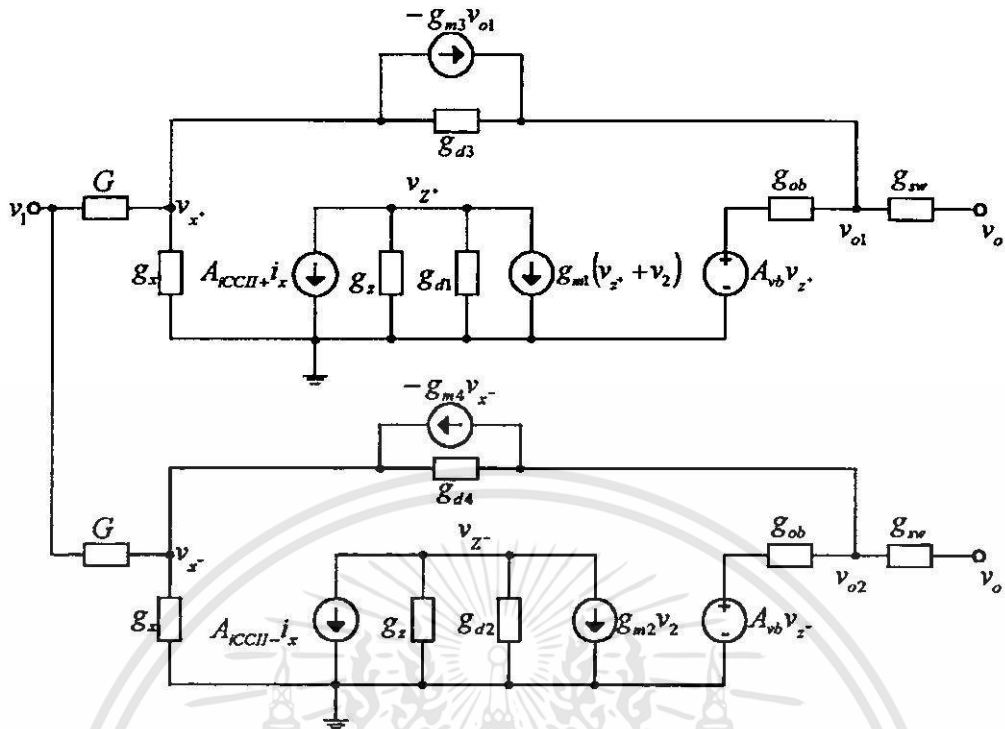 −g_{m3}v_{o1}
g_{d3}
G
v_1
v_{x^+}
v_{Z^+}
g_{ob}
g_{sw}
v_{o1}
v_o
g_x
A_{iCCII+}i_x
g_z
g_{d1}
g_{m1}(v_{z^+} + v_2)
A_{vb}v_{z^+}
−g_{m4}v_{x^-}
g_{d4}
G
v_{x^-}
v_{Z^-}
g_{ob}
g_{sw}
v_{o2}
v_o
g_x
A_{iCCII-}i_x
g_z
g_{d2}
g_{m2}v_2
A_{vb}v_{z^-}